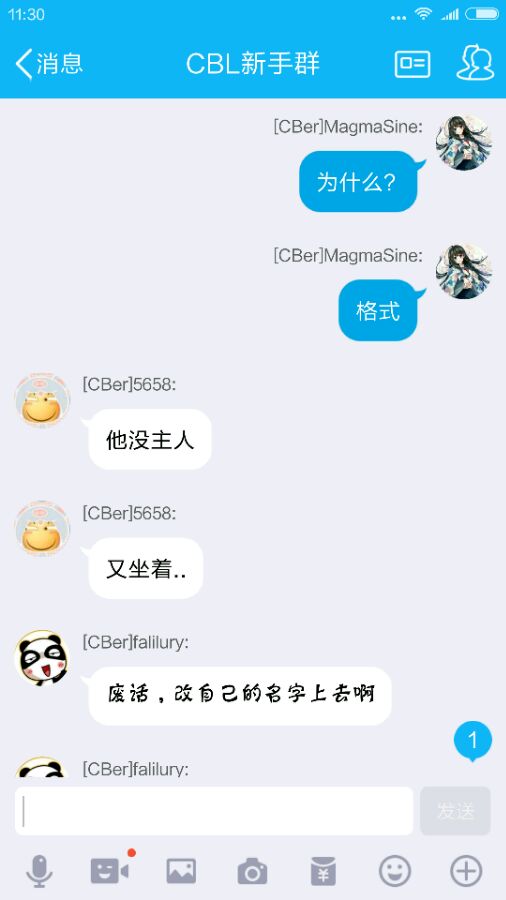 11:30
消息
CBL新手群
[CBer]MagmaSine:
为什么?
[CBer]MagmaSine:
格式
[CBer]5658:
他没主人
[CBer]5658:
又坐着..
[CBer]falilury:
废话，改自己的名字上去啊
1
[CBer]falilury:
发送
¥